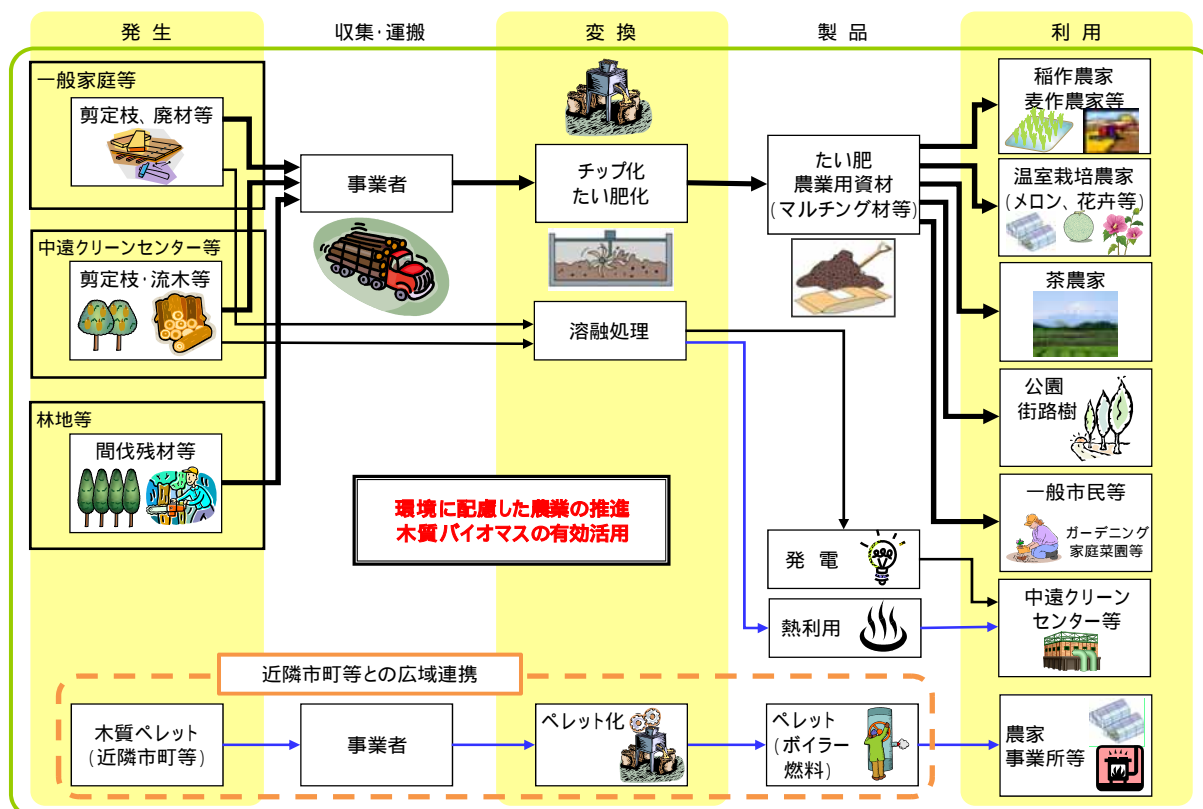 発 生
収集・運搬
変 換
製 品
利 用
一般家庭等
剪定枝、廃材等
中遠クリーンセンター等
剪定枝・流木等
林地等
間伐残材等
事業者
チップ化
たい肥化
溶融処理
たい肥
農業用資材
(マルチング材等)
稲作農家
麦作農家等
温室栽培農家
(メロン、花卉等)
茶農家
公園
街路樹
一般市民等
ガーデニング
家庭菜園等
環境に配慮した農業の推進
木質バイオマスの有効活用
発 電
熱利用
中遠クリーン
センター等
近隣市町等との広域連携
木質ペレット
(近隣市町等)
事業者
ペレット化
ペレット
(ボイラー
燃料)
農家
事業所等